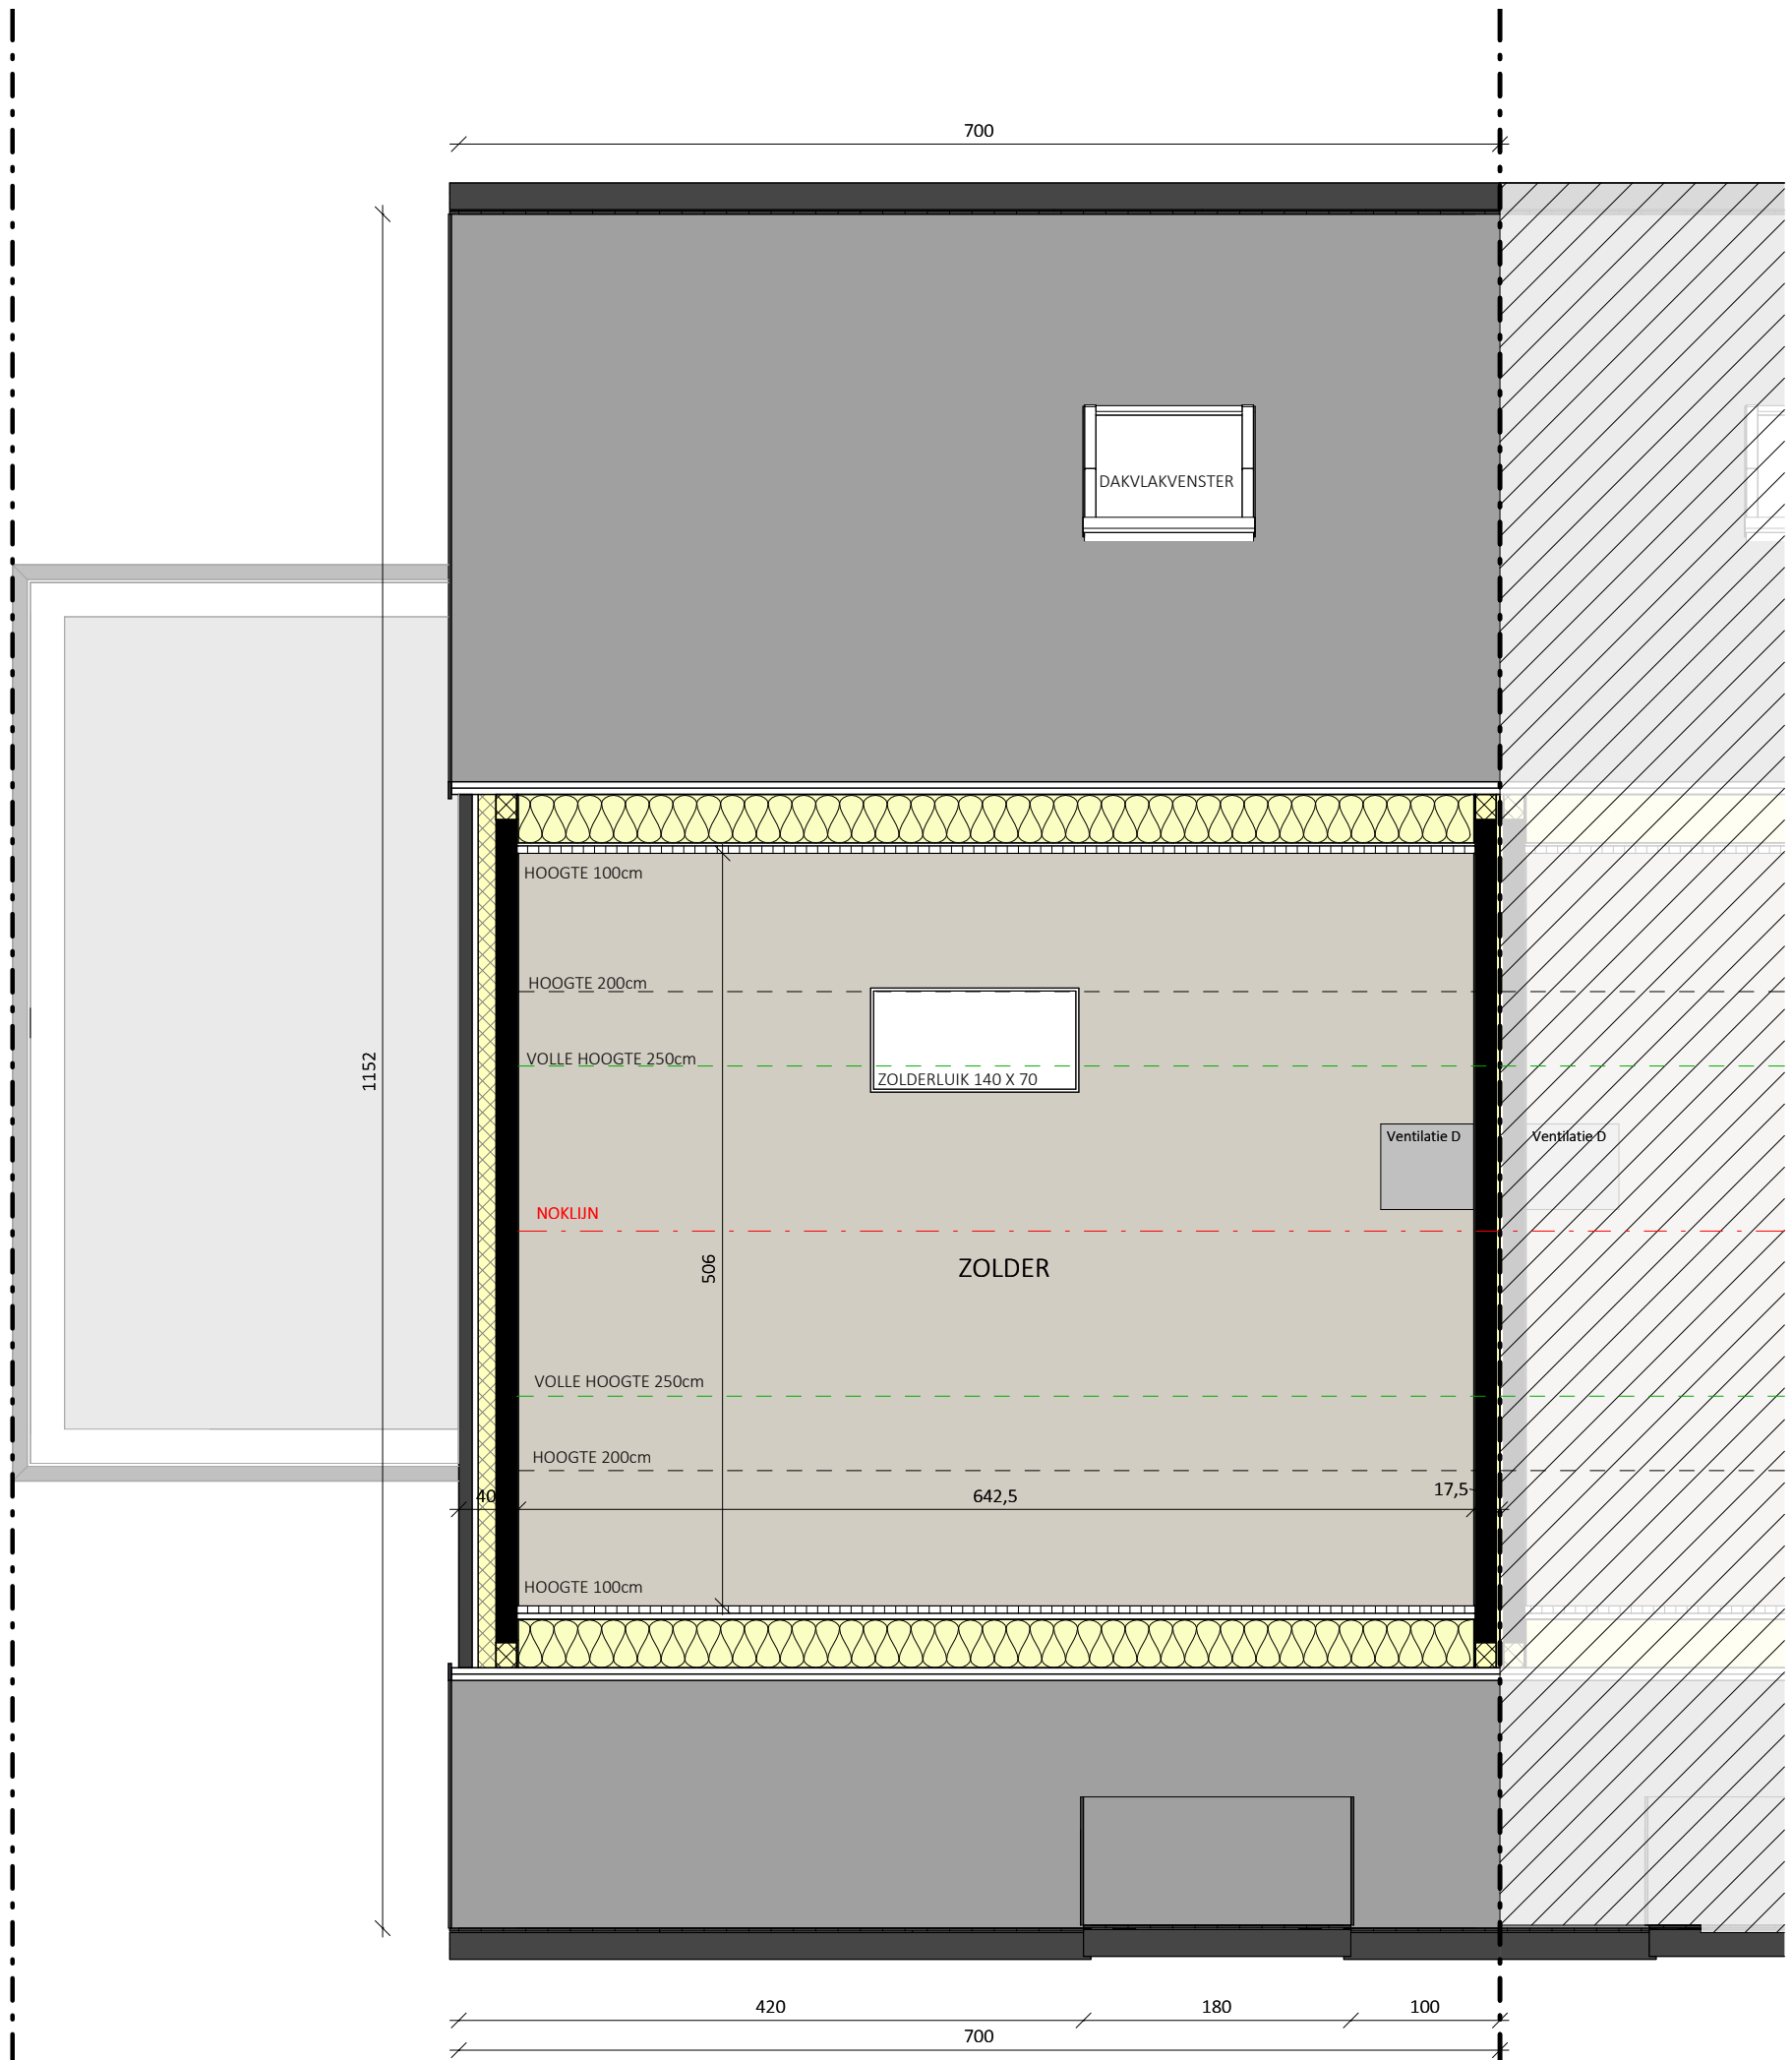 700
DAKVLAKVENSTER
HOOGTE 100cm
HOOGTE 200cm
VOLLE HOOGTE 250cm
ZOLDERLUIK 140 X 70
1152
Ventilatie D
Ventilatie D
NOKLIJN
506
ZOLDER
VOLLE HOOGTE 250cm
HOOGTE 200cm
40
642,5
17,5
HOOGTE 100cm
420
180
100
700